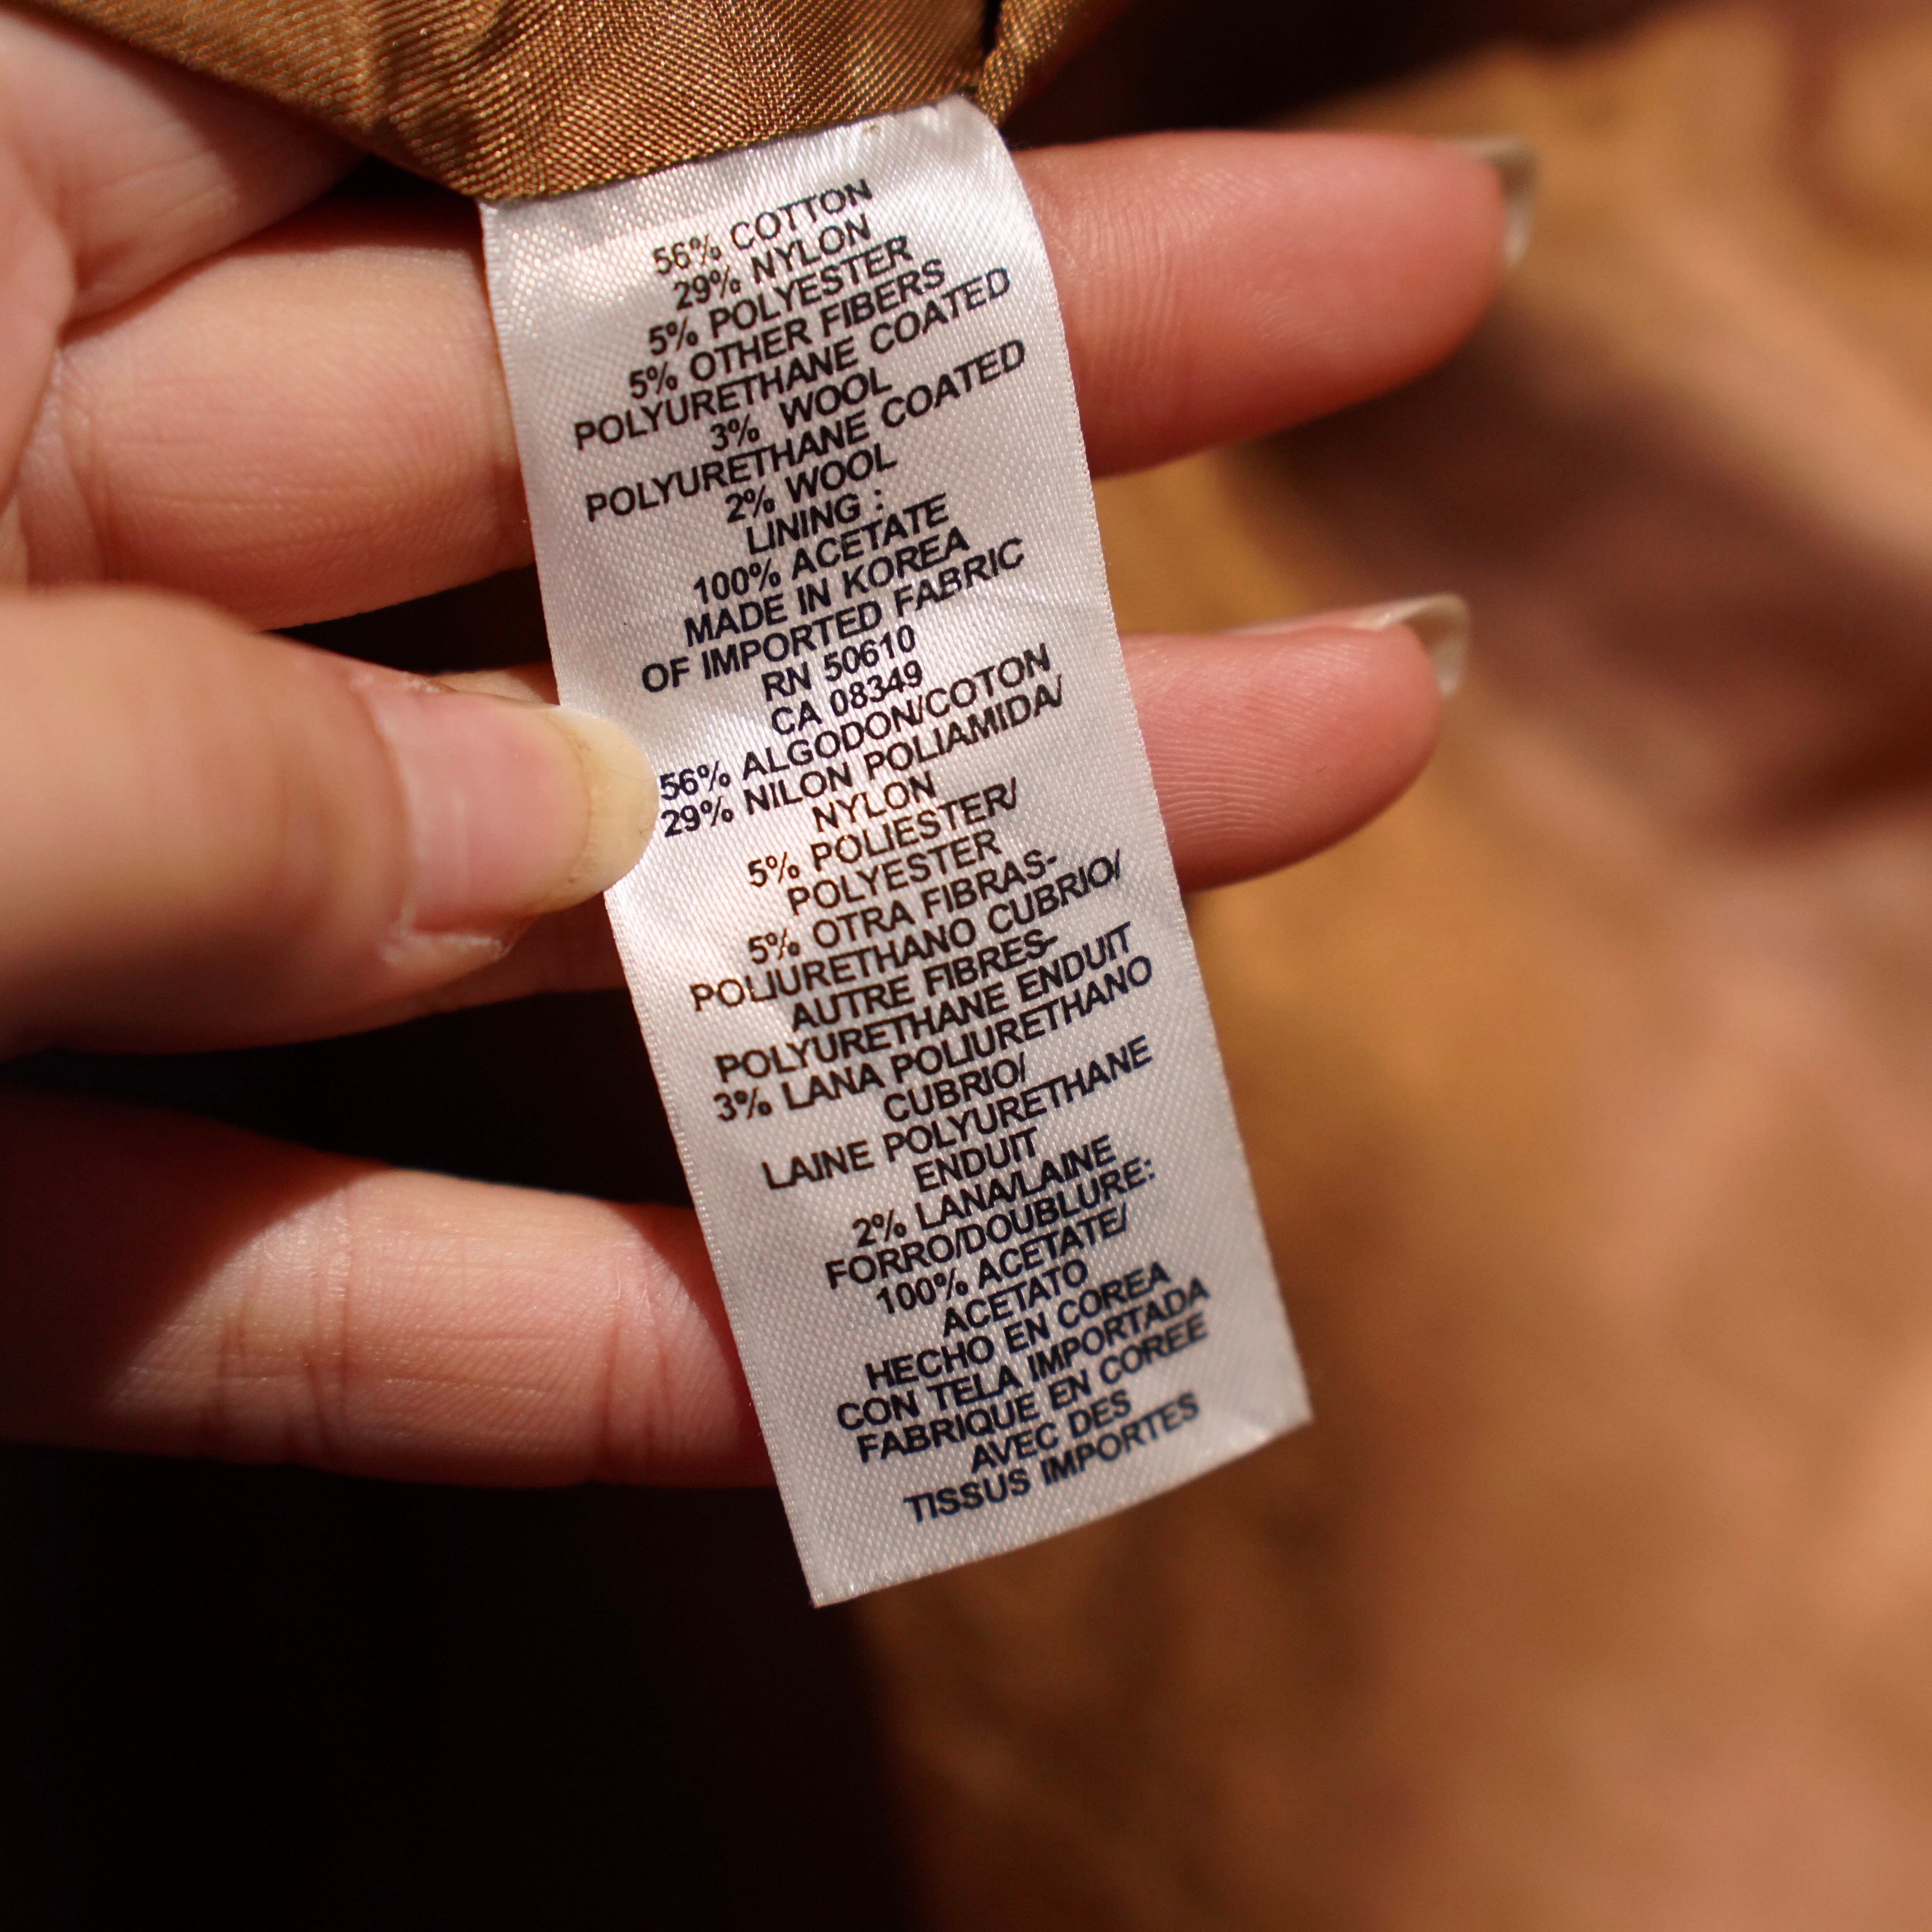 56% COTTON
29% NYLON
5% POLYESTER
5% OTHER FIBERS
POLYURETHANE COATED
3% WOOL
POLYURETHANE COATED
2% WOOL
LINING :
100% ACETATE
MADE IN KOREA
OF IMPORTED FABRIC
RN 50610
CA 08349
56% ALGODON/COTON
29% NILON POLIAMIDA/
NYLON
5% POLIESTER/
POLYESTER
5% OTRA FIBRAS-
POLIURETHANO CUBRIO/
AUTRE FIBRES-
POLYURETHANE ENDUIT
3% LANA POLIURETHANO
CUBRIO/
LAINE POLYURETHANE
ENDUIT
2% LANA/LAINE
FORRO/DOUBLURE:
100% ACETATE/
ACETATO
HECHO EN COREA
CON TELA IMPORTADA
FABRIQUE EN COREE
AVEC DES
TISSUS IMPORTES